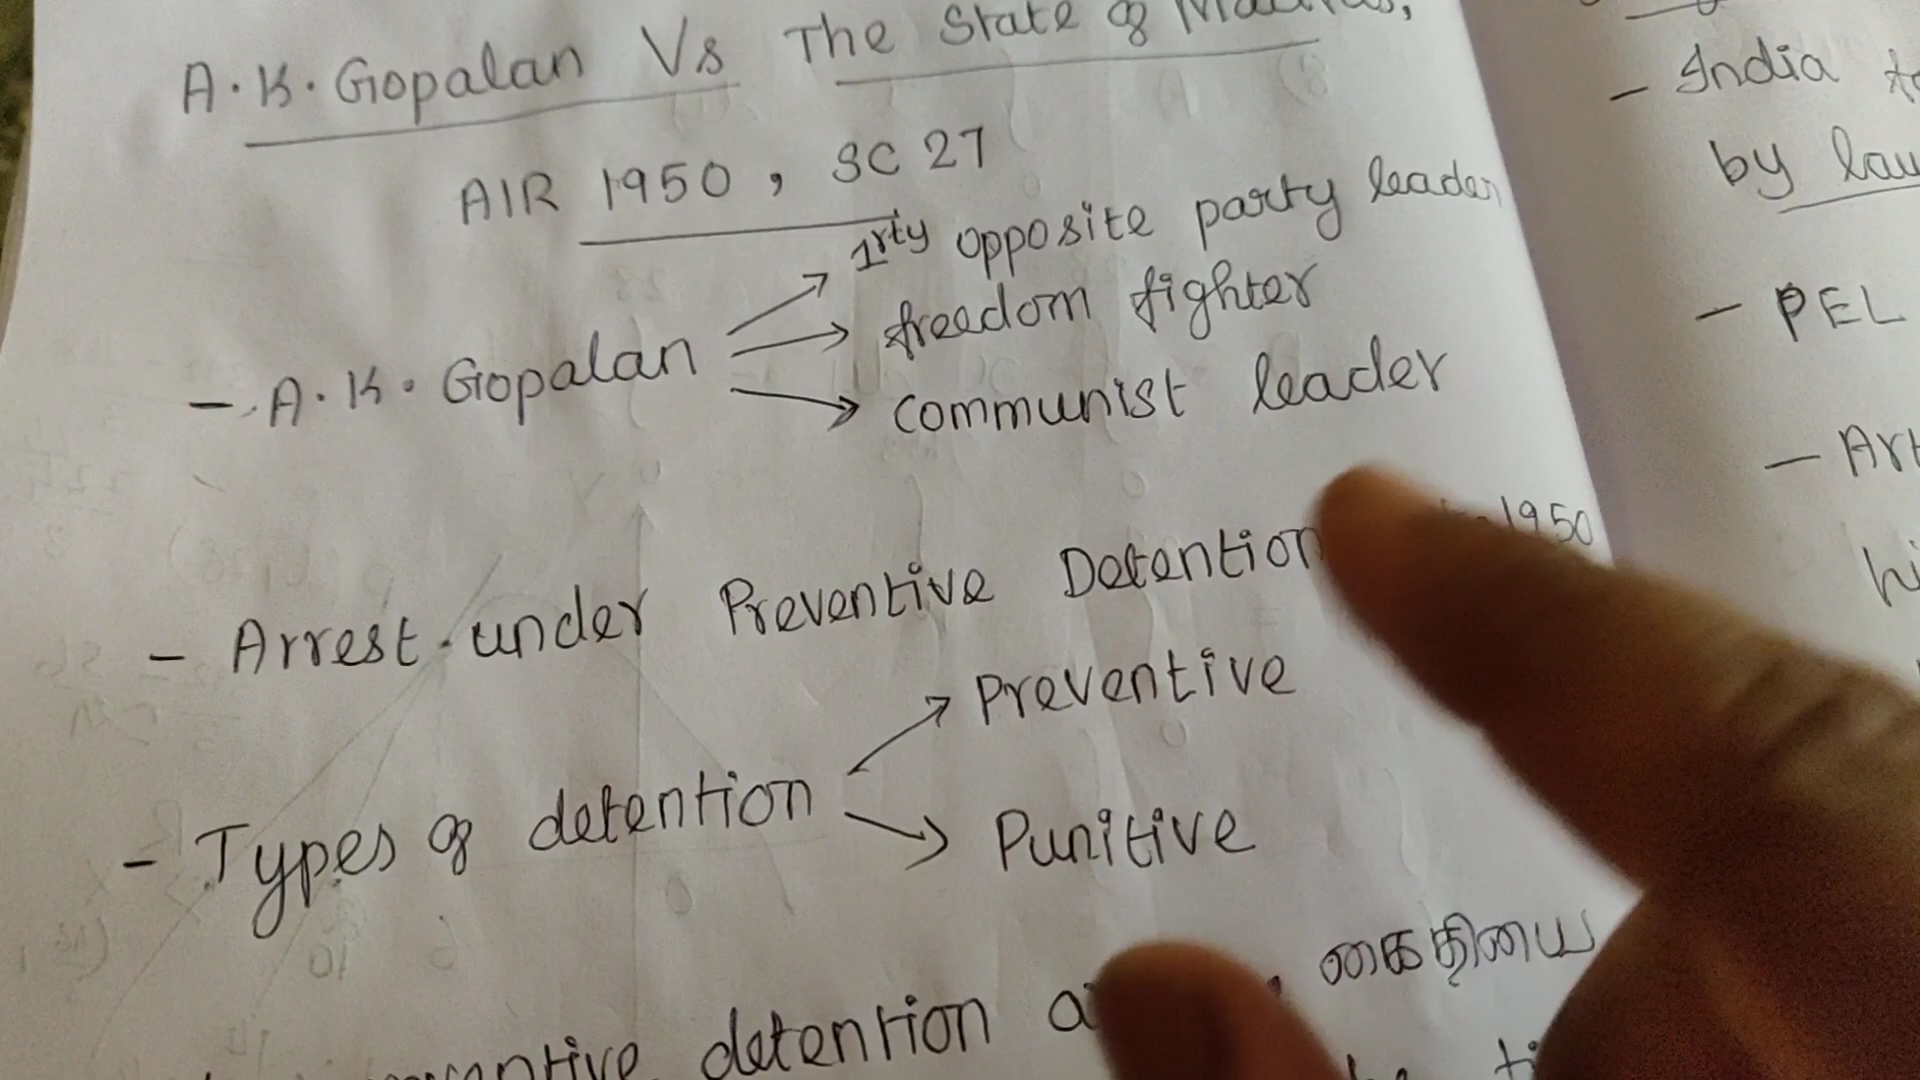 A.K.Gopalan Vs The State of Madras,
AIR 1950, SC 27
1rty opposite party leader
freedom fighter
- A.K.Gopalan
communist leader
- Arrest under Preventive Detention 1950
Preventive
- Types of detention
Punitive
detention கைதியை
- India
by law
- PEL
- Art